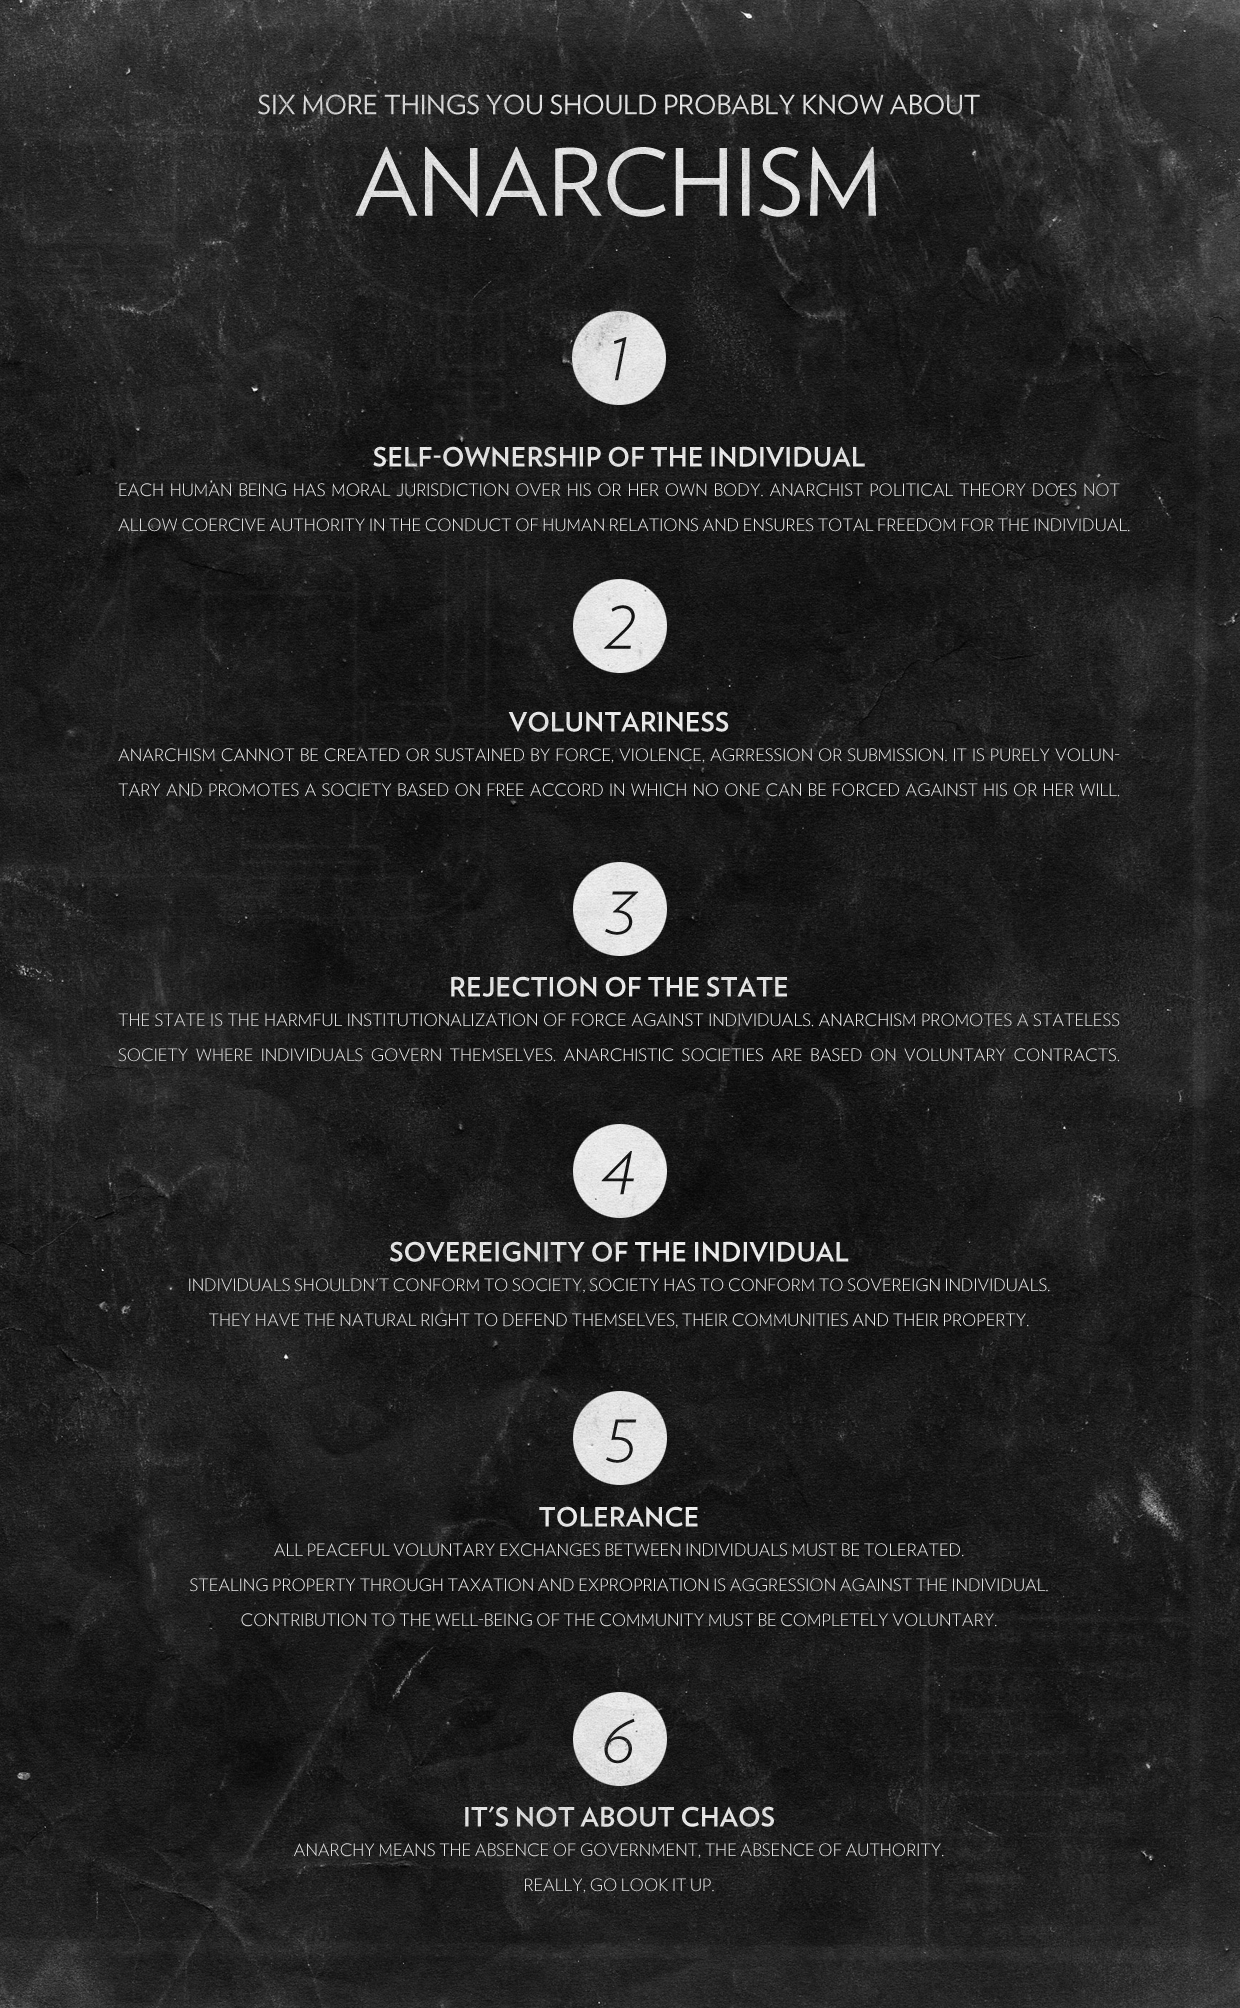 SIX MORE THINGS YOU SHOULD PROBABLY KNOW ABOUT
ANARCHISM
1
SELF-OWNERSHIP OF THE INDIVIDUAL
EACH HUMAN BEING HAS MORAL JURISDICTION OVER HIS OR HER OWN BODY. ANARCHIST POLITICAL THEORY DOES NOT
ALLOW COERCIVE AUTHORITY IN THE CONDUCT OF HUMAN RELATIONS AND ENSURES TOTAL FREEDOM FOR THE INDIVIDUAL.
2
VOLUNTARINESS
ANARCHISM CANNOT BE CREATED OR SUSTAINED BY FORCE, VIOLENCE, AGRRESSION OR SUBMISSION. IT IS PURELY VOLUN-
TARY AND PROMOTES A SOCIETY BASED ON FREE ACCORD IN WHICH NO ONE CAN BE FORCED AGAINST HIS OR HER WILL.
3
REJECTION OF THE STATE
THE STATE IS THE HARMFUL INSTITUTIONALIZATION OF FORCE AGAINST INDIVIDUALS. ANARCHISM PROMOTES A STATELESS
SOCIETY WHERE INDIVIDUALS GOVERN THEMSELVES. ANARCHISTIC SOCIETIES ARE BASED ON VOLUNTARY CONTRACTS.
4
SOVEREIGNITY OF THE INDIVIDUAL
INDIVIDUALS SHOULDN'T CONFORM TO SOCIETY, SOCIETY HAS TO CONFORM TO SOVEREIGN INDIVIDUALS.
THEY HAVE THE NATURAL RIGHT TO DEFEND THEMSELVES, THEIR COMMUNITIES AND THEIR PROPERTY.
5
TOLERANCE
ALL PEACEFUL VOLUNTARY EXCHANGES BETWEEN INDIVIDUALS MUST BE TOLERATED.
STEALING PROPERTY THROUGH TAXATION AND EXPROPRIATION IS AGGRESSION AGAINST THE INDIVIDUAL.
CONTRIBUTION TO THE WELL-BEING OF THE COMMUNITY MUST BE COMPLETELY VOLUNTARY.
6
IT'S NOT ABOUT CHAOS
ANARCHY MEANS THE ABSENCE OF GOVERNMENT, THE ABSENCE OF AUTHORITY.
REALLY, GO LOOK IT UP.